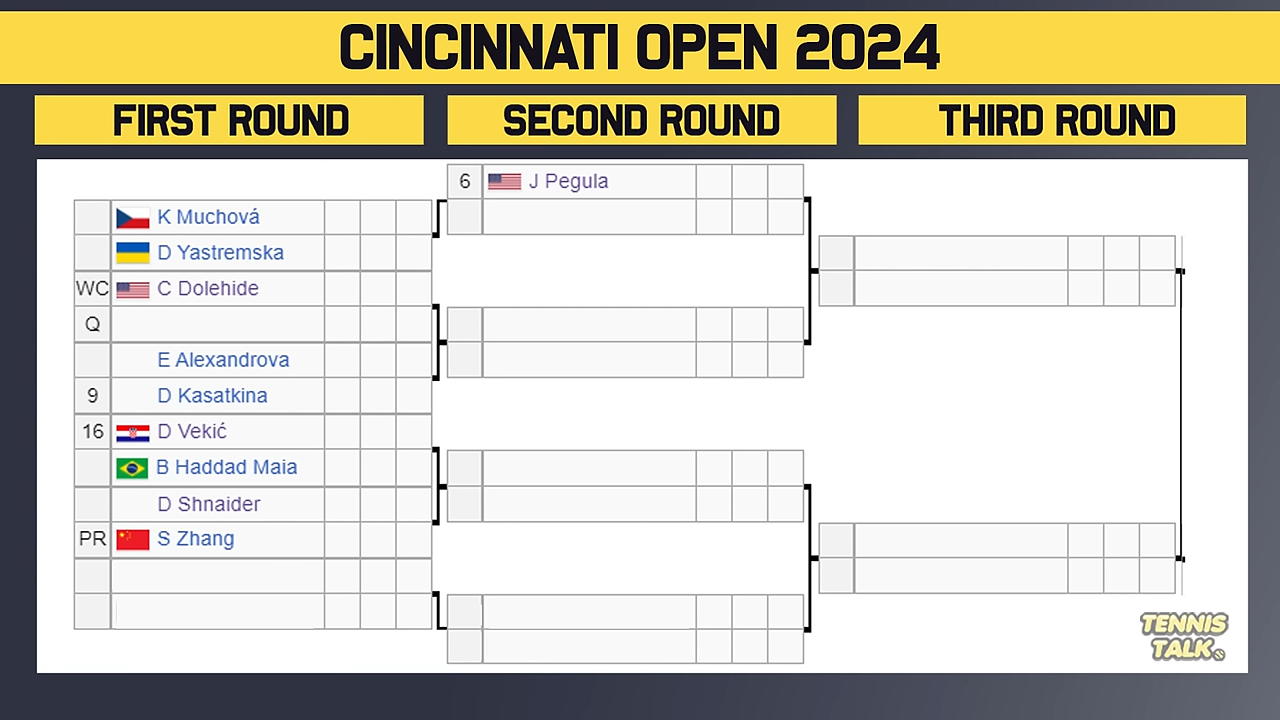 CINCINNATI OPEN 2024
FIRST ROUND
SECOND ROUND
THIRD ROUND
6 J Pegula
K Muchová
D Yastremska
WC C Dolehide
Q
E Alexandrova
9 D Kasatkina
16 D Vekić
B Haddad Maia
D Shnaider
PR S Zhang
TENNIS
TALK